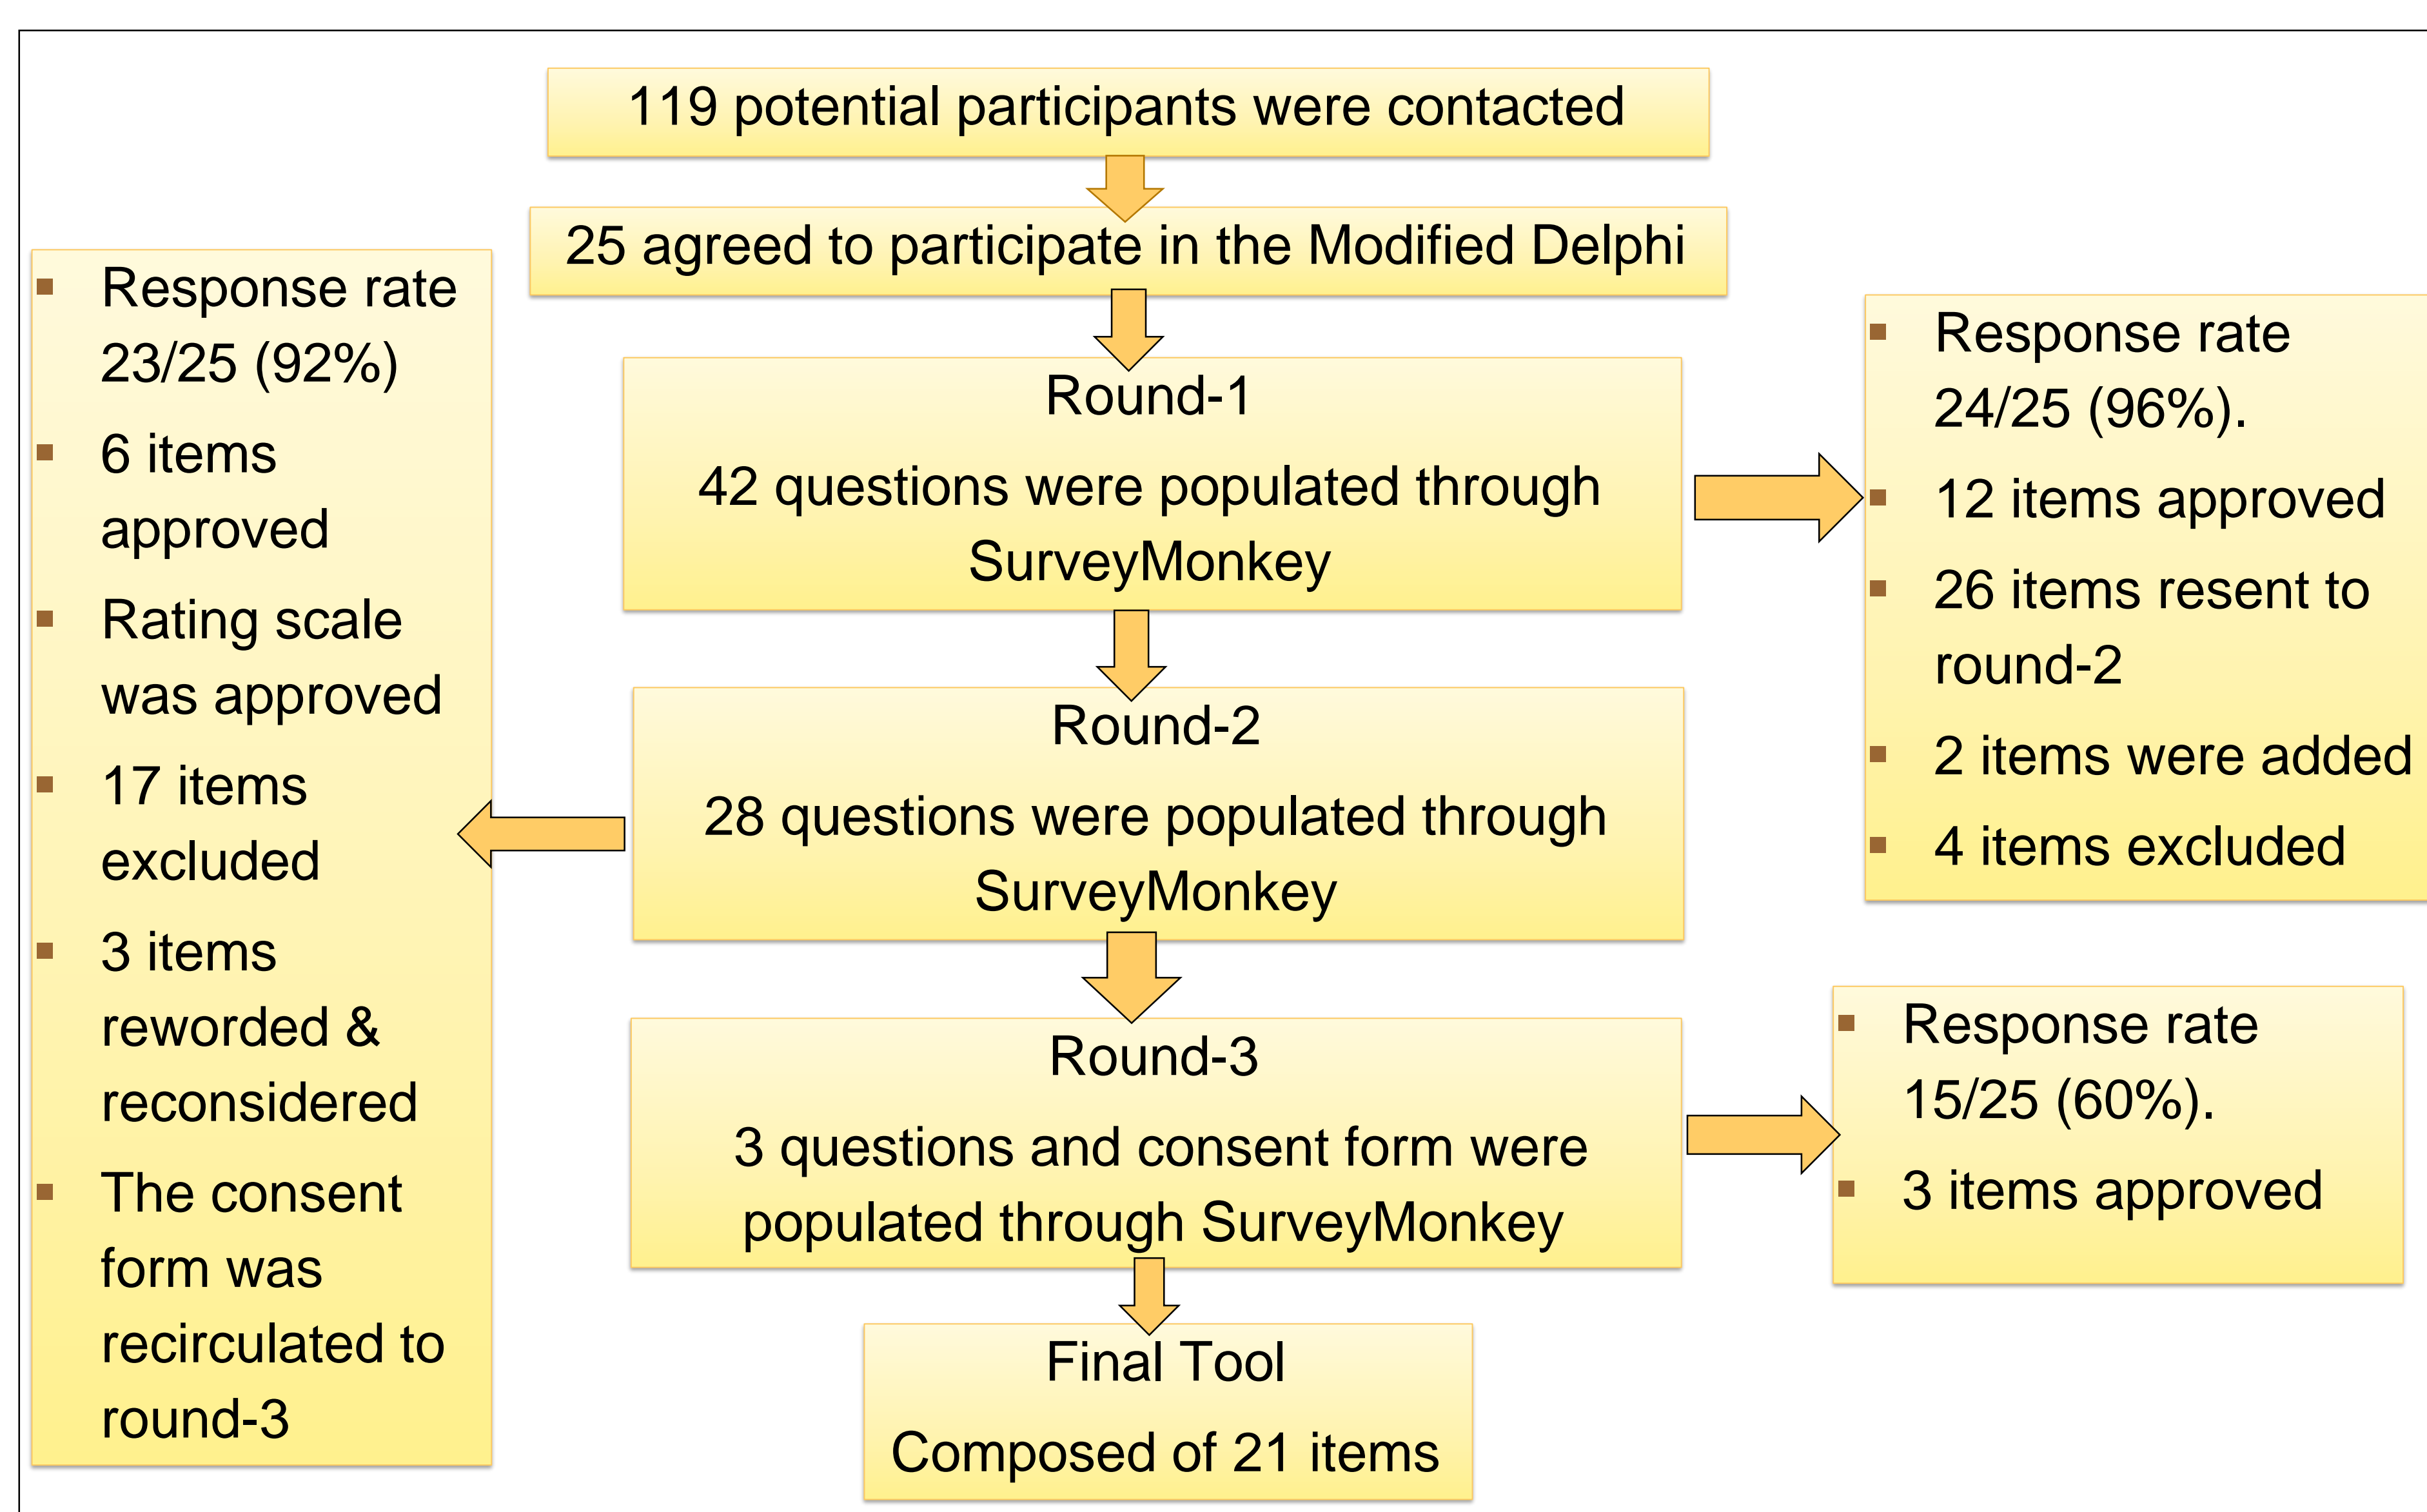 119 potential participants were contacted
25 agreed to participate in the Modified Delphi
Round-1
42 questions were populated through
SurveyMonkey
▪ Response rate
24/25 (96%).
▪ 12 items approved
▪ 26 items resent to
round-2
▪ 2 items were added
▪ 4 items excluded
Round-2
28 questions were populated through
SurveyMonkey
▪ Response rate
23/25 (92%)
▪ 6 items
approved
▪ Rating scale
was approved
▪ 17 items
excluded
▪ 3 items
reworded &
reconsidered
▪ The consent
form was
recirculated to
round-3
Round-3
3 questions and consent form were
populated through SurveyMonkey
▪ Response rate
15/25 (60%).
▪ 3 items approved
Final Tool
Composed of 21 items